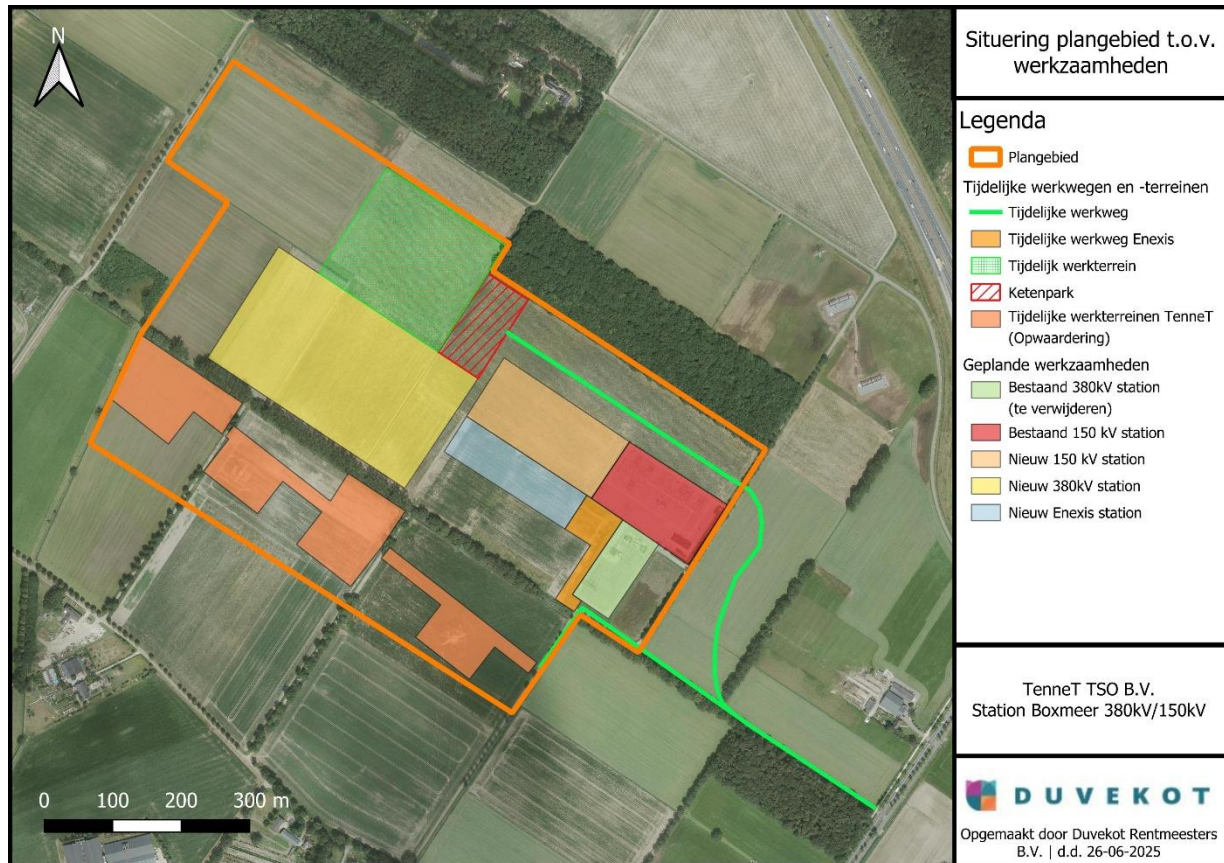 N
0 100 200 300 m
Situering plangebied t.o.v.
werkzaamheden
Legenda
Plangebied
Tijdelijke werkwegen en -terreinen
Tijdelijke werkweg
Tijdelijke werkweg Enexis
Tijdelijk werkterrein
Ketenpark
Tijdelijke werkterreinen TenneT
(Opwaardering)
Geplande werkzaamheden
Bestaand 380kV station
(te verwijderen)
Bestaand 150 kV station
Nieuw 150 kV station
Nieuw 380kV station
Nieuw Enexis station
TenneT TSO B.V.
Station Boxmeer 380kV/150kV
DUVEKOT
Opgemaakt door Duvekot Rentmeesters
B.V. | d.d. 26-06-2025